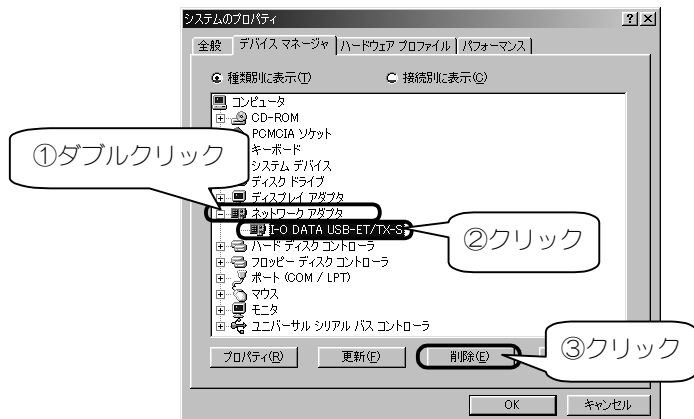 システムのプロパティ
全般 デバイス マネージャ ハードウェア プロファイル パフォーマンス
種類別に表示(T) 接続別に表示(C)
コンピュータ
CD-ROM
PCMCIA ソケット
キーボード
①ダブルクリック
システム デバイス
ディスク ドライブ
ディスプレイ アダプタ
ネットワーク アダプタ
I-O DATA USB-ET/TX-S
②クリック
ハード ディスク コントローラ
フロッピー ディスク コントローラ
ポート (COM / LPT)
マウス
モニタ
ユニバーサル シリアル バス コントローラ
プロパティ(R) 更新(F) 削除(E)
③クリック
OK キャンセル